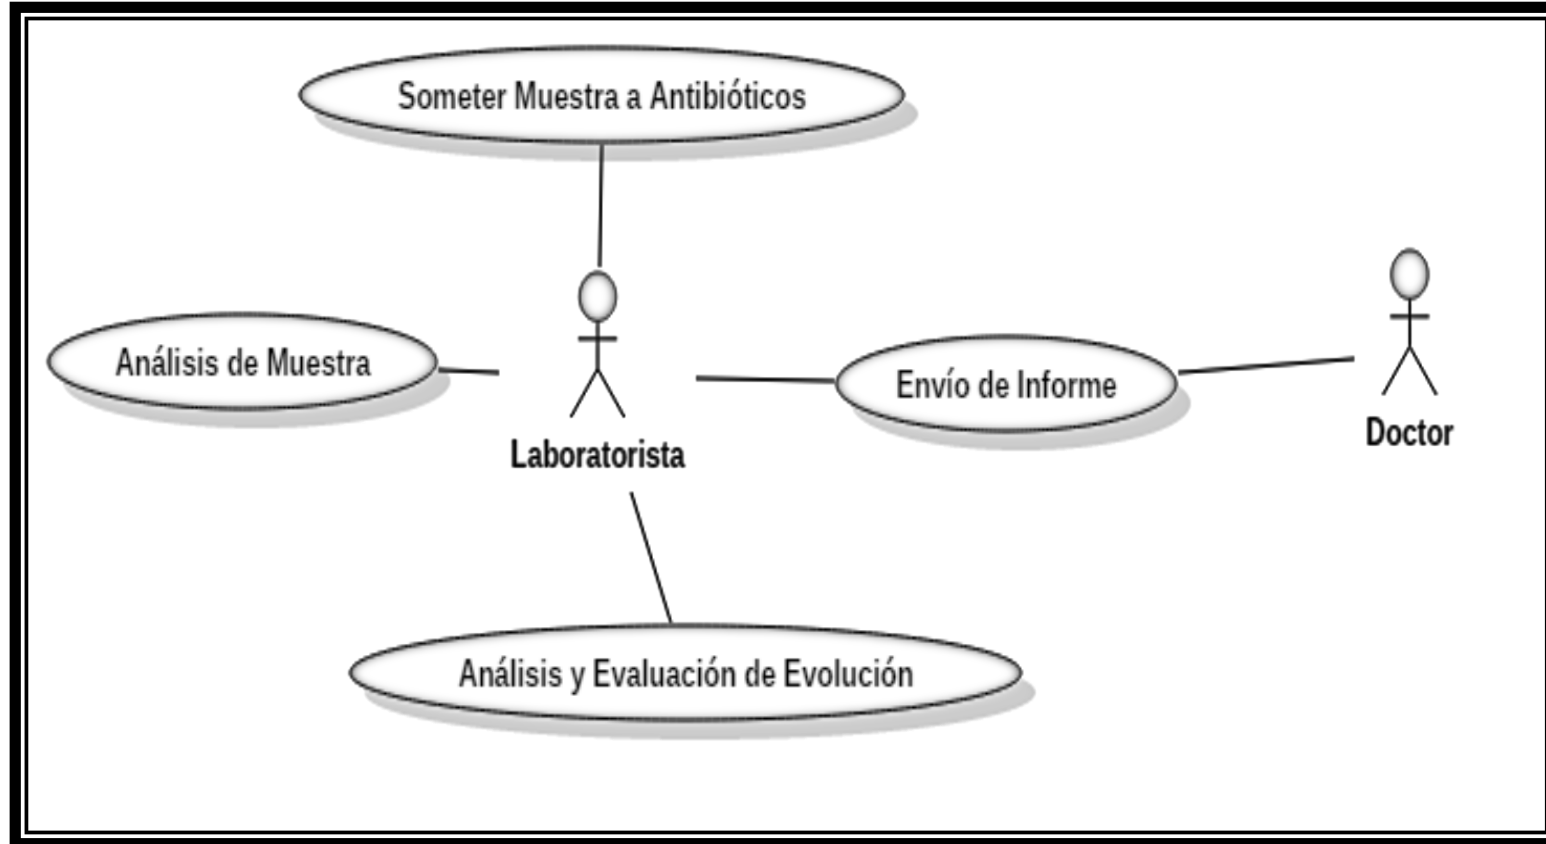 Someter Muestra a Antibióticos
Análisis de Muestra
Envío de Informe
Doctor
Laboratorista
Análisis y Evaluación de Evolución